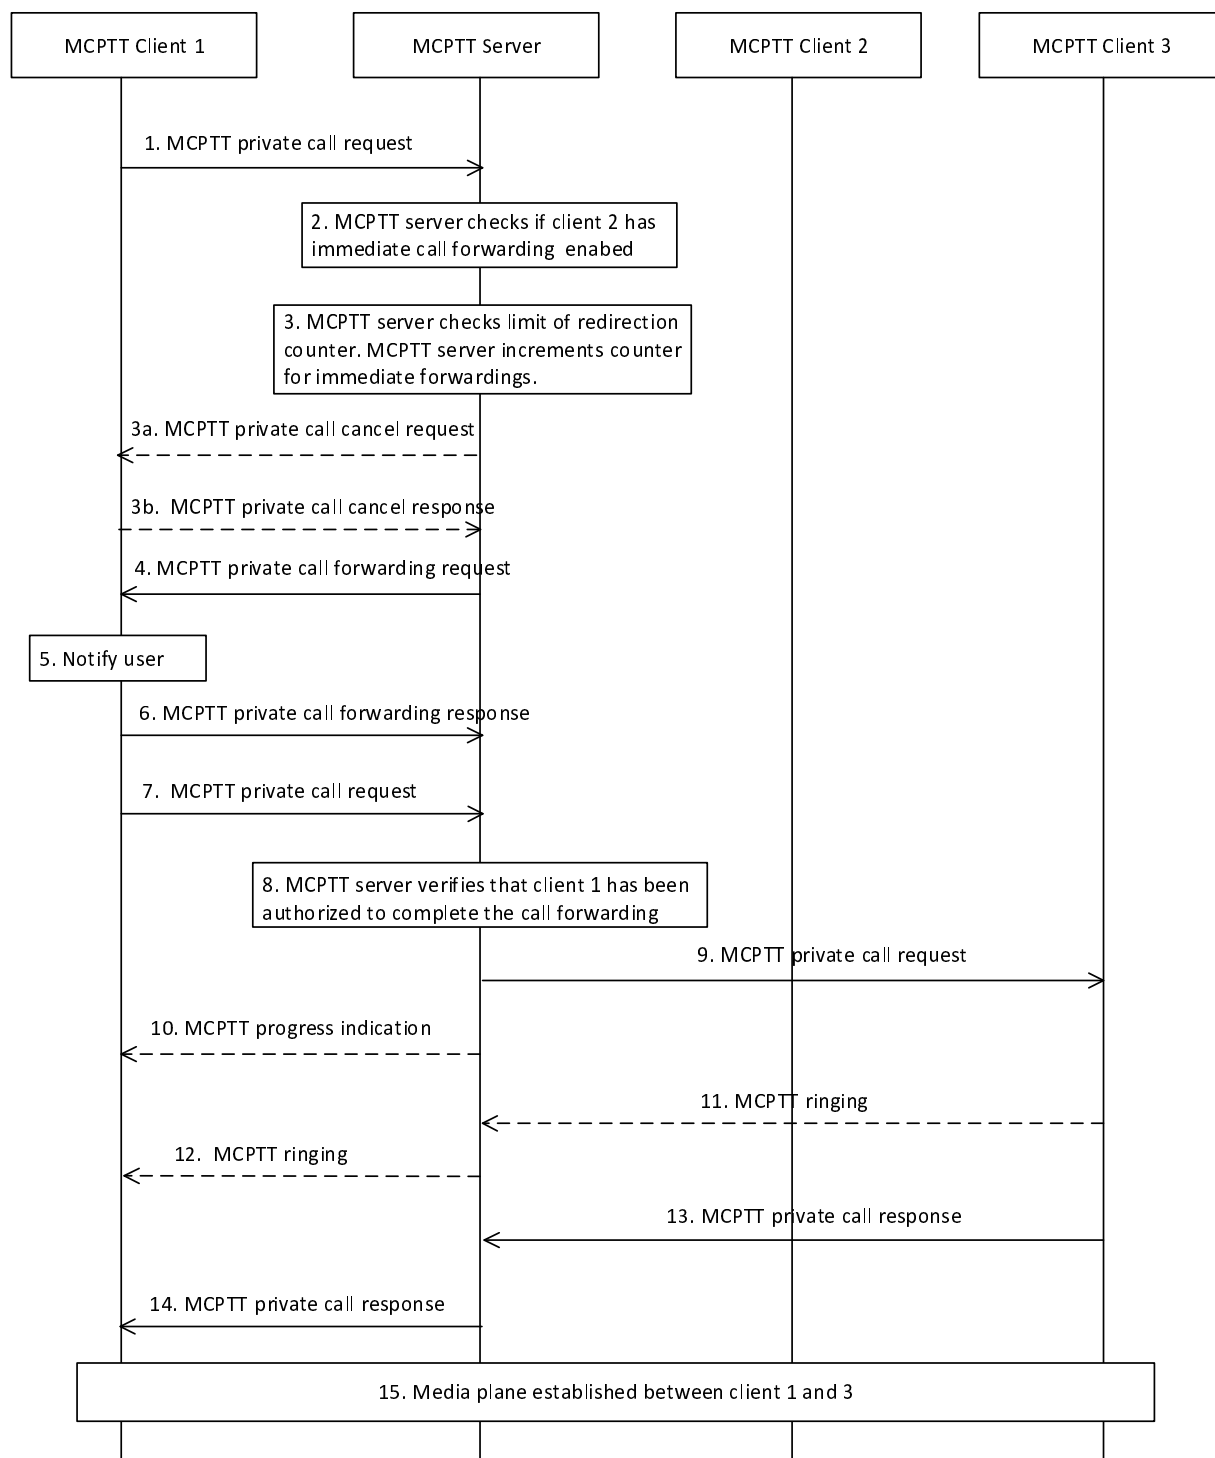 MCPTT Client 1
MCPTT Server
MCPTT Client 2
MCPTT Client 3
1. MCPTT private call request
2. MCPTT server checks if client 2 has
immediate call forwarding enabed
3. MCPTT server checks limit of redirection
counter. MCPTT server increments counter
for immediate forwardings.
3a. MCPTT private call cancel request
3b. MCPTT private call cancel response
4. MCPTT private call forwarding request
5. Notify user
6. MCPTT private call forwarding response
7. MCPTT private call request
8. MCPTT server verifies that client 1 has been
authorized to complete the call forwarding
9. MCPTT private call request
10. MCPTT progress indication
11. MCPTT ringing
12. MCPTT ringing
13. MCPTT private call response
14. MCPTT private call response
15. Media plane established between client 1 and 3